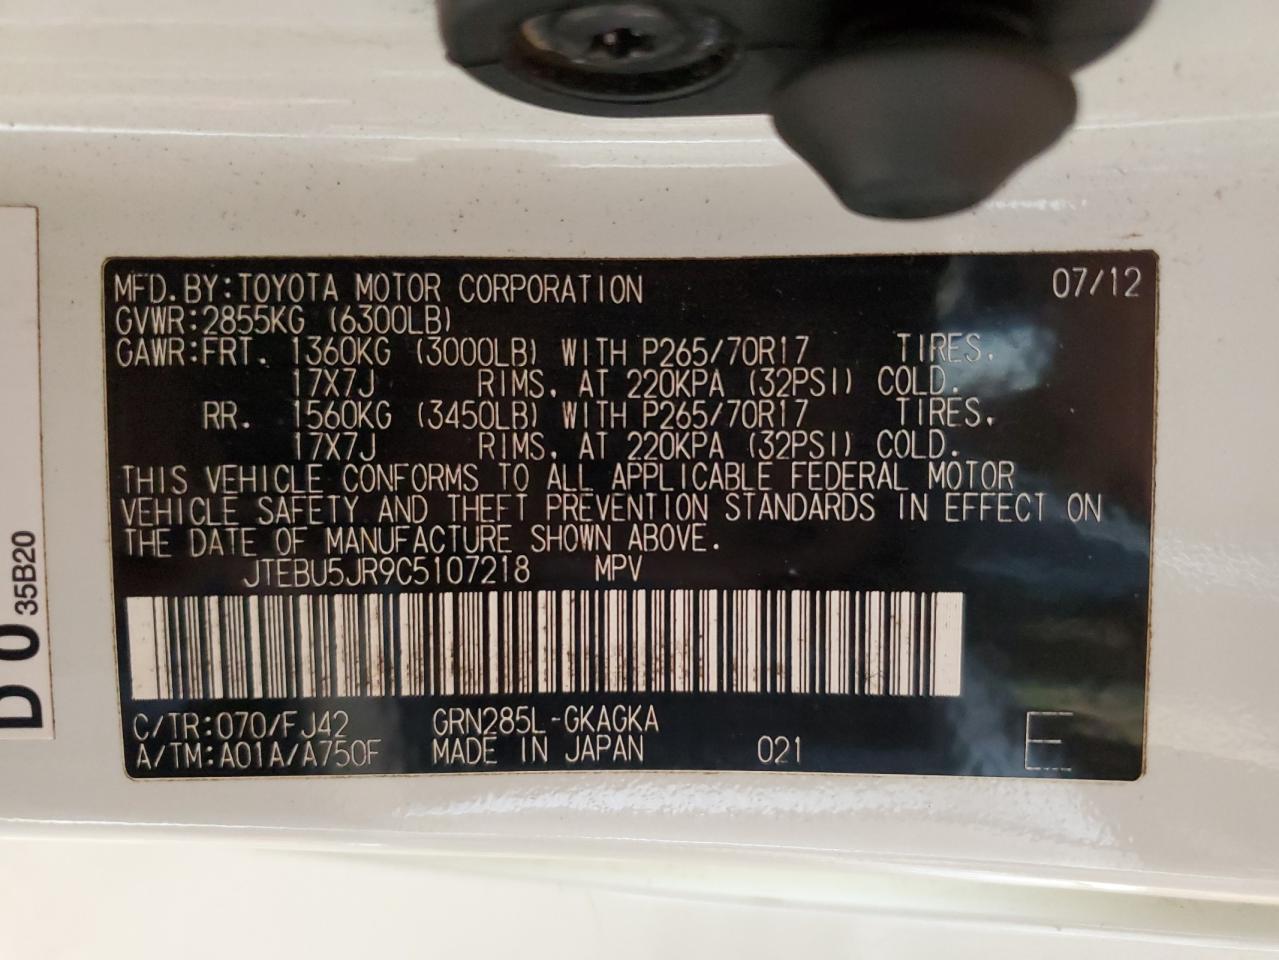 MFD.BY:TOYOTA MOTOR CORPORATION 07/12
GVWR:2855KG (6300LB)
GAWR:FRT. 1360KG (3000LB) WITH P265/70R17 TIRES,
17X7J RIMS, AT 220KPA (32PSI) COLD.
RR. 1560KG (3450LB) WITH P265/70R17 TIRES,
17X7J RIMS, AT 220KPA (32PSI) COLD.
THIS VEHICLE CONFORMS TO ALL APPLICABLE FEDERAL MOTOR
VEHICLE SAFETY AND THEFT PREVENTION STANDARDS IN EFFECT ON
THE DATE OF MANUFACTURE SHOWN ABOVE.
JTEBU5JR9C5107218 MPV
C/TR:070/FJ42 GRN285L-GKAGKA
A/TM:A01A/A750F MADE IN JAPAN 021 E
D 0
35B20